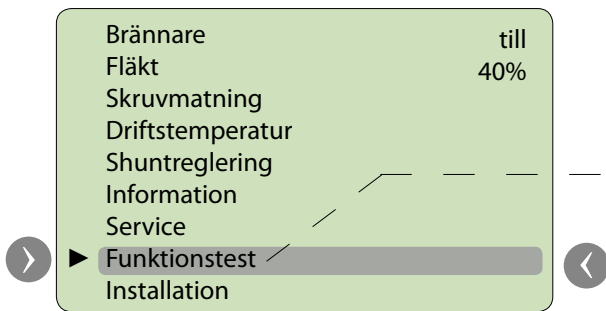 Brännare till
Fläkt 40%
Skruvmatning
Driftstemperatur
Shuntreglering
Information
Service
Funktionstest
Installation